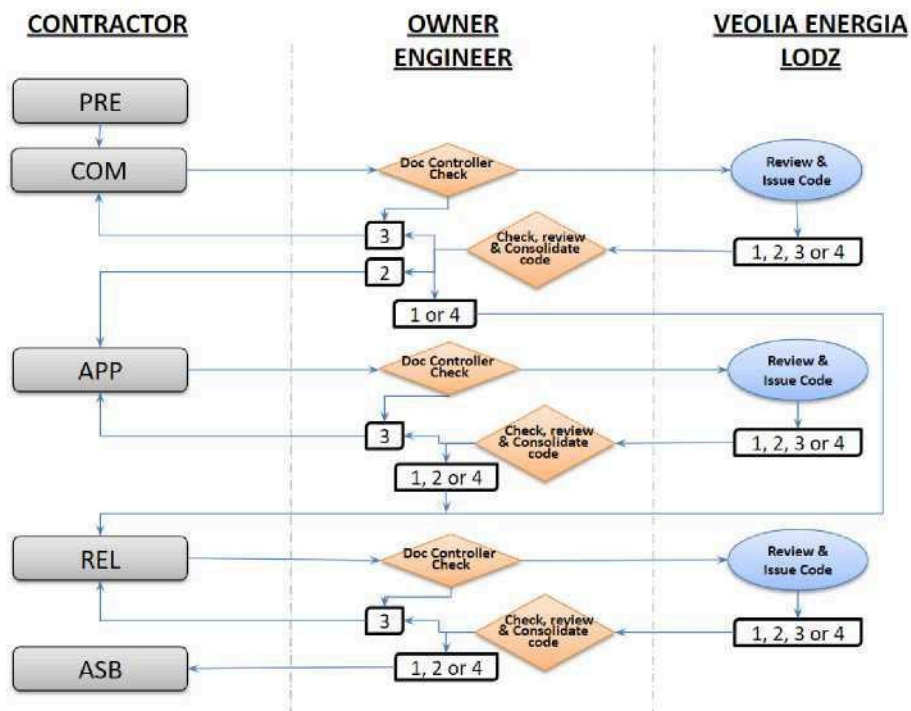 CONTRACTOR
OWNER
ENGINEER
VEOLIA ENERGIA
LODZ
PRE
COM
Doc Controller
Check
Review &
Issue Code
3
Check, review
& Consolidate
code
1, 2, 3 or 4
2
1 or 4
APP
Doc Controller
Check
Review &
Issue Code
3
Check, review
& Consolidate
code
1, 2, 3 or 4
1, 2 or 4
REL
Doc Controller
Check
Review &
Issue Code
3
Check, review
& Consolidate
code
1, 2, 3 or 4
1, 2 or 4
ASB